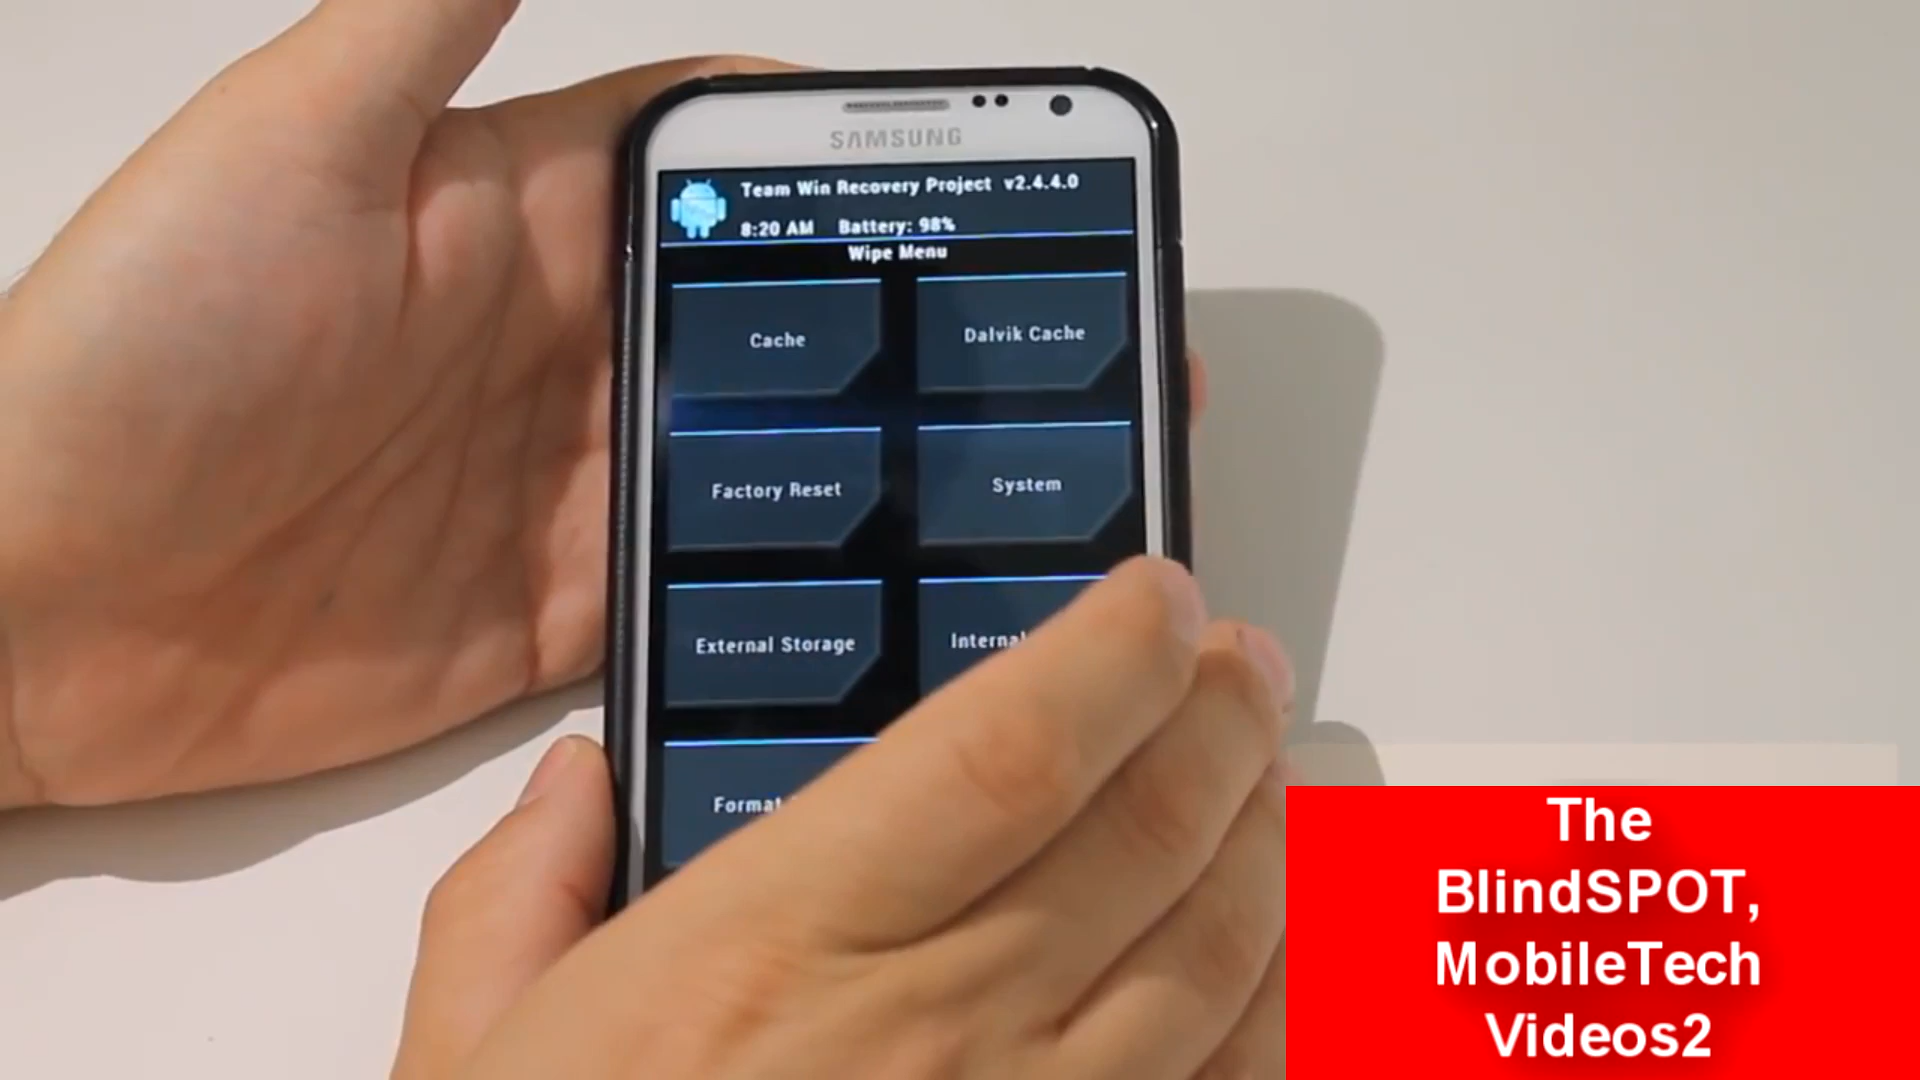 SAMSUNG
Team Win Recovery Project v2.4.4.0
8:20 AM Battery: 98%
Wipe Menu
Cache
Dalvik Cache
Factory Reset
System
External Storage
Internal
Format
The
BlindSPOT,
MobileTech
Videos2